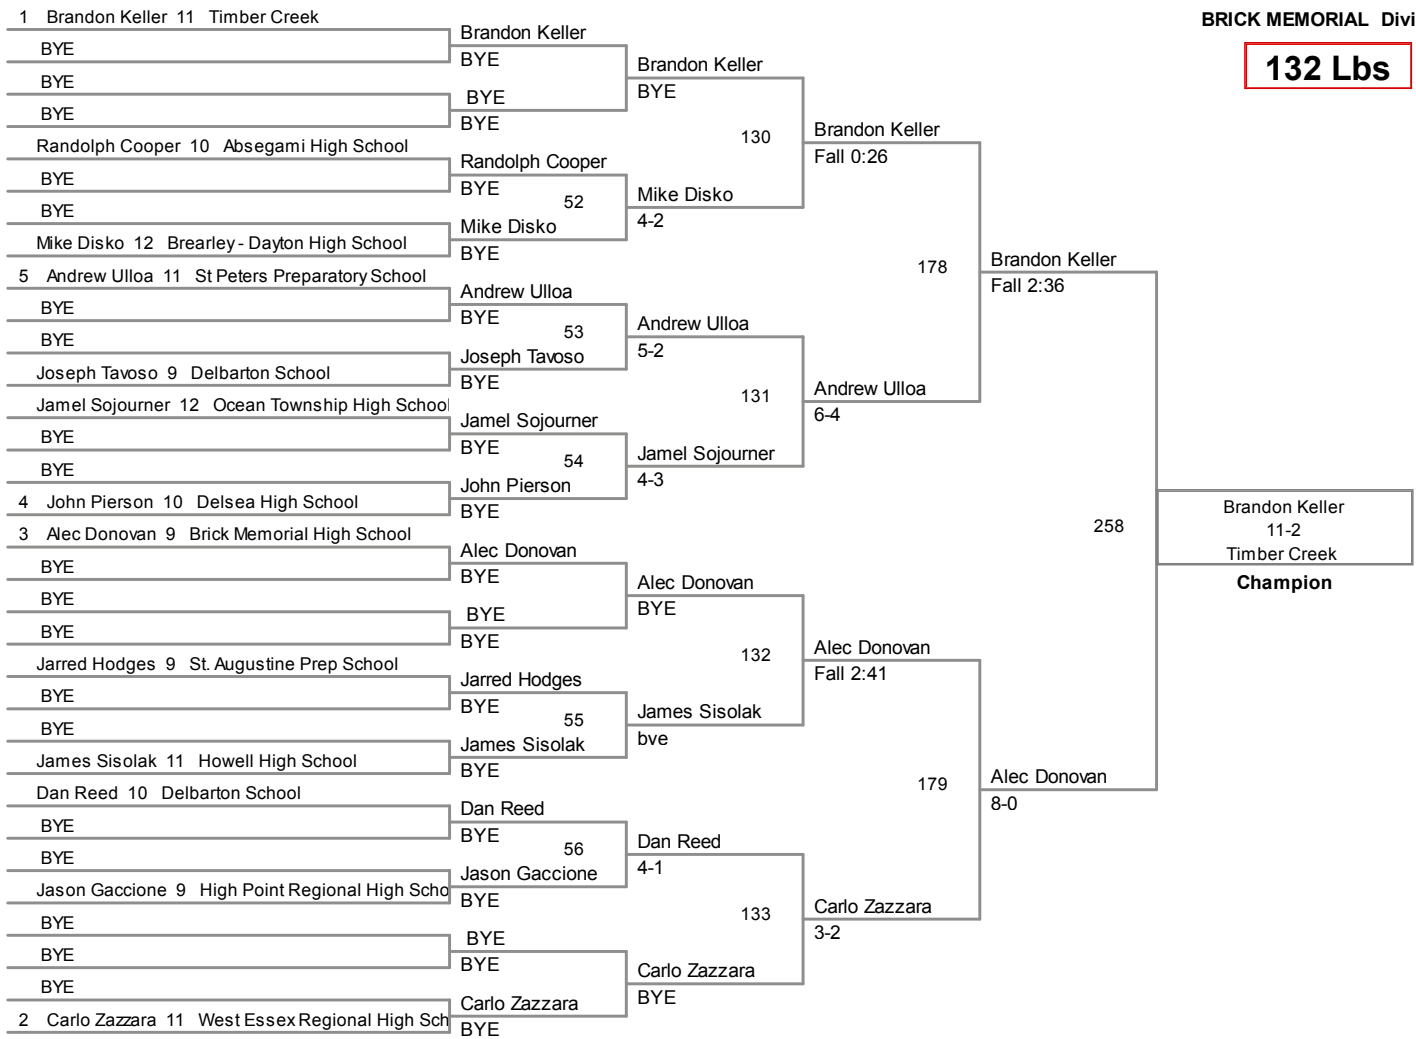 BRICK MEMORIAL Divi
132 Lbs
1 Brandon Keller 11 Timber Creek
BYE
BYE
BYE
Randolph Cooper 10 Absegami High School
BYE
BYE
Mike Disko 12 Brearley - Dayton High School
5 Andrew Ulloa 11 St Peters Preparatory School
BYE
BYE
Joseph Tavoso 9 Delbarton School
Jamel Sojourner 12 Ocean Township High School
BYE
BYE
4 John Pierson 10 Delsea High School
3 Alec Donovan 9 Brick Memorial High School
BYE
BYE
BYE
Jarred Hodges 9 St. Augustine Prep School
BYE
BYE
James Sisolak 11 Howell High School
Dan Reed 10 Delbarton School
BYE
BYE
Jason Gaccione 9 High Point Regional High Scho
BYE
BYE
BYE
2 Carlo Zazzara 11 West Essex Regional High Sch
Brandon Keller
BYE
BYE
BYE
Randolph Cooper
BYE
52
Mike Disko
BYE
Andrew Ulloa
BYE
53
Joseph Tavoso
BYE
Jamel Sojourner
BYE
54
John Pierson
BYE
Alec Donovan
BYE
BYE
BYE
Jarred Hodges
BYE
55
James Sisolak
BYE
Dan Reed
BYE
56
Jason Gaccione
BYE
BYE
BYE
Carlo Zazzara
BYE
Brandon Keller
BYE
130
Mike Disko
4-2
Andrew Ulloa
5-2
131
Jamel Sojourner
4-3
Alec Donovan
BYE
132
James Sisolak
bve
Dan Reed
4-1
133
Carlo Zazzara
BYE
Brandon Keller
Fall 0:26
178
Andrew Ulloa
6-4
Alec Donovan
Fall 2:41
179
Carlo Zazzara
3-2
Brandon Keller
Fall 2:36
258
Alec Donovan
8-0
Brandon Keller
11-2
Timber Creek
Champion